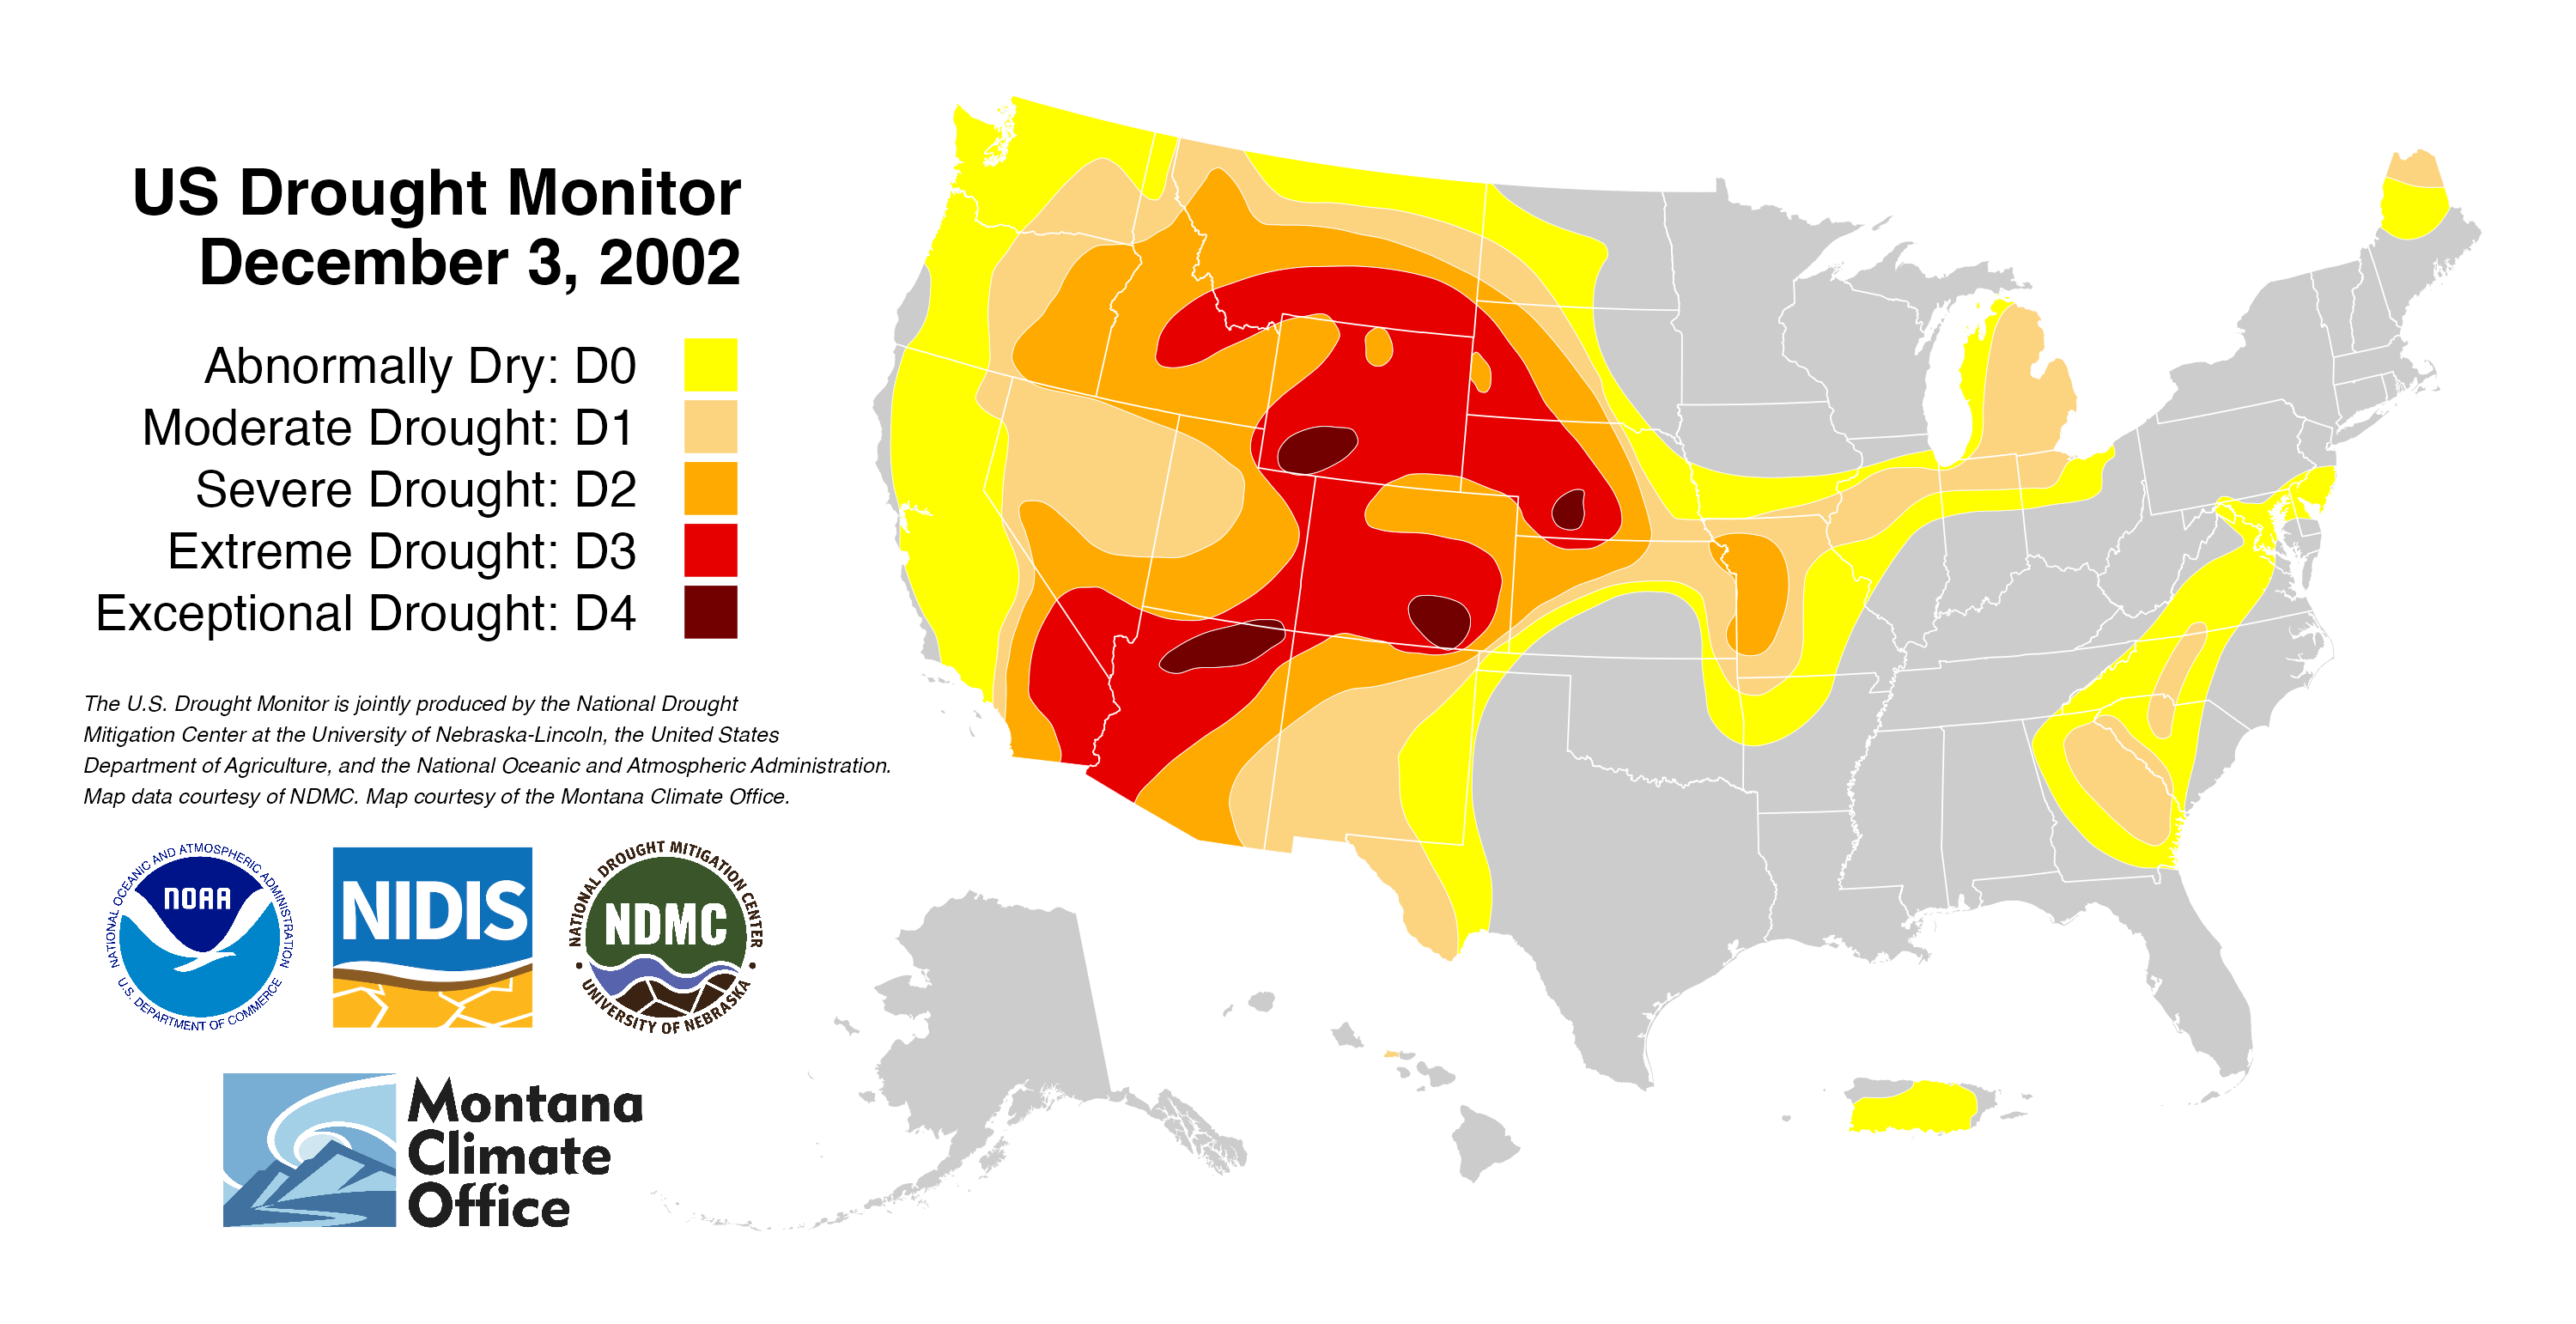 US Drought Monitor
December 3, 2002
Abnormally Dry: D0
Moderate Drought: D1
Severe Drought: D2
Extreme Drought: D3
Exceptional Drought: D4
The U.S. Drought Monitor is jointly produced by the National Drought
Mitigation Center at the University of Nebraska-Lincoln, the United States
Department of Agriculture, and the National Oceanic and Atmospheric Administration.
Map data courtesy of NDMC. Map courtesy of the Montana Climate Office.
NATIONAL OCEANIC AND ATMOSPHERIC ADMINISTRATION
NOAA
U.S. DEPARTMENT OF COMMERCE
NIDIS
NATIONAL DROUGHT MITIGATION CENTER
NDMC
UNIVERSITY OF NEBRASKA
Montana
Climate
Office